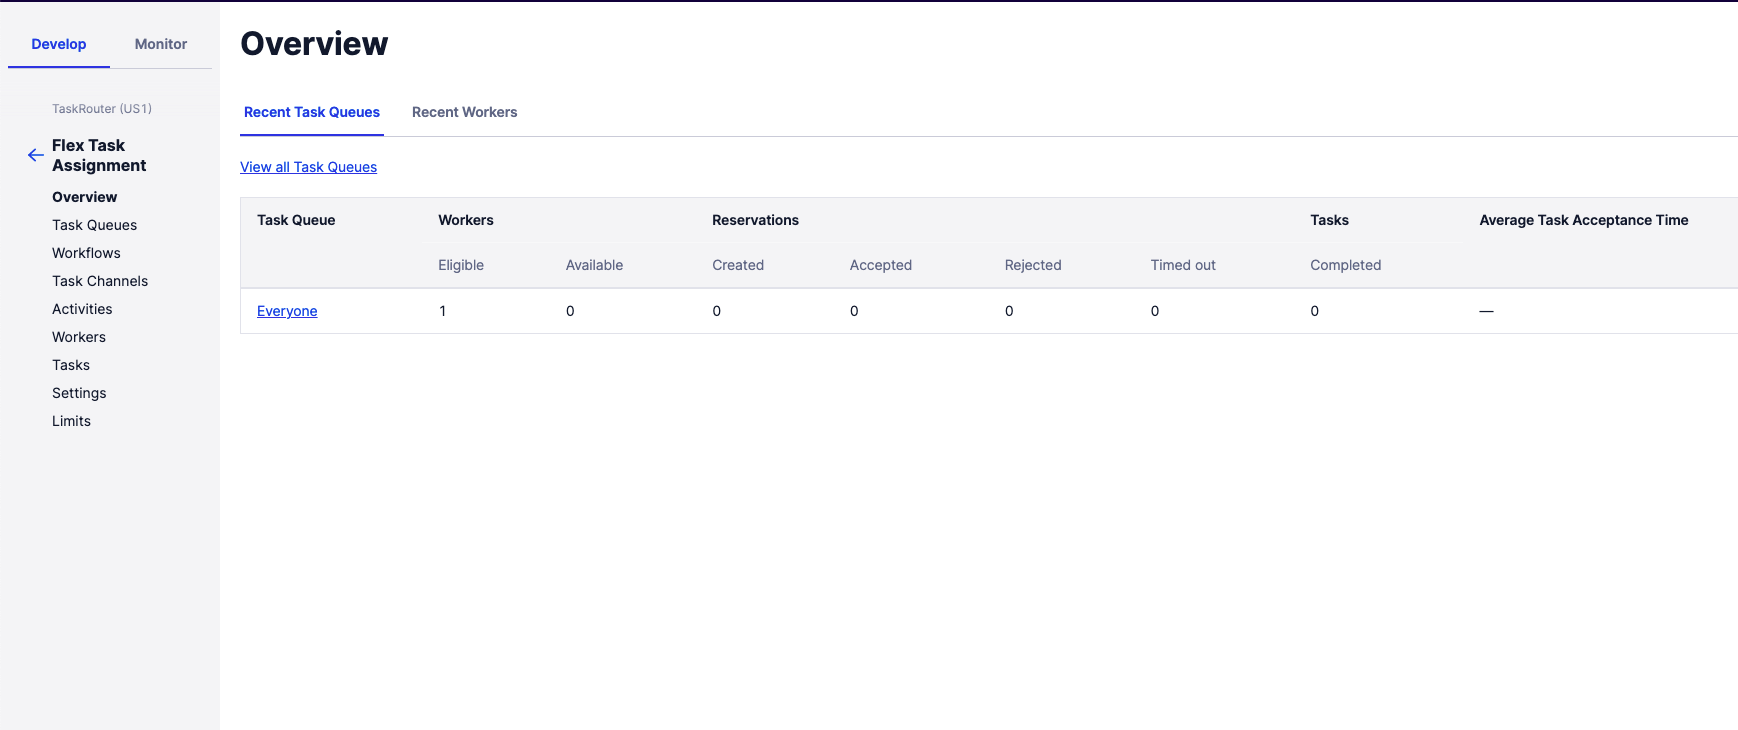 Develop Monitor
TaskRouter (US1)
Flex Task
Assignment
Overview
Task Queues
Workflows
Task Channels
Activities
Workers
Tasks
Settings
Limits
Overview
Recent Task Queues Recent Workers
View all Task Queues
Task Queue Workers Reservations Tasks Average Task Acceptance Time
Eligible Available Created Accepted Rejected Timed out Completed
Everyone 1 0 0 0 0 0 0 —